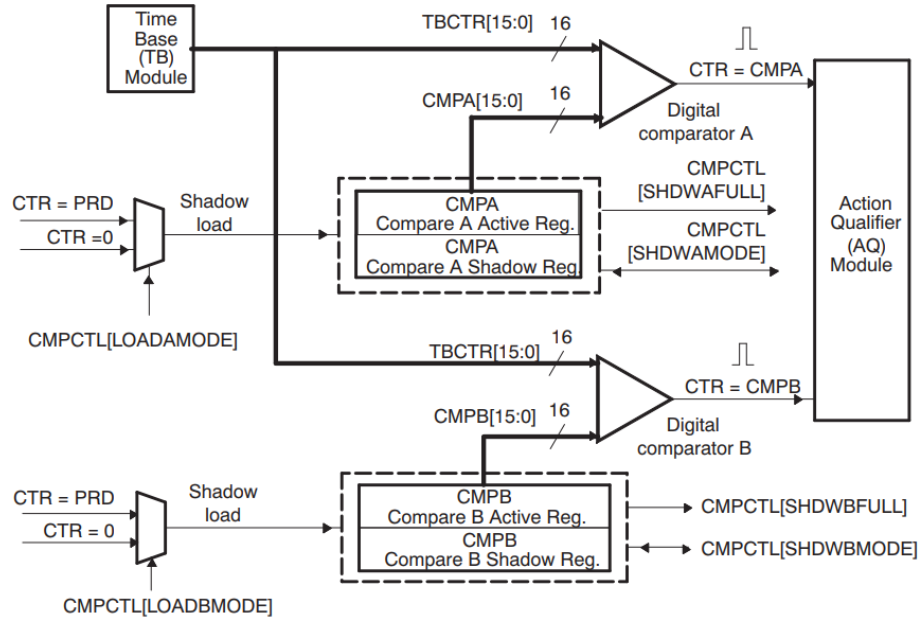 Time
Base
(TB)
Module
TBCTR[15:0]
16
CTR = CMPA
CMPA[15:0]
16
Digital
comparator A
CTR = PRD
CTR =0
Shadow
load
CMPCTL[LOADAMODE]
CMPA
Compare A Active Reg.
CMPA
Compare A Shadow Reg.
CMPCTL
[SHDWAFULL]
CMPCTL
[SHDWAMODE]
Action
Qualifier
(AQ)
Module
TBCTR[15:0]
16
CTR = CMPB
CMPB[15:0]
16
Digital
comparator B
CTR = PRD
CTR = 0
Shadow
load
CMPCTL[LOADBMODE]
CMPB
Compare B Active Reg.
CMPB
Compare B Shadow Reg.
CMPCTL[SHDWBFULL]
CMPCTL[SHDWBMODE]